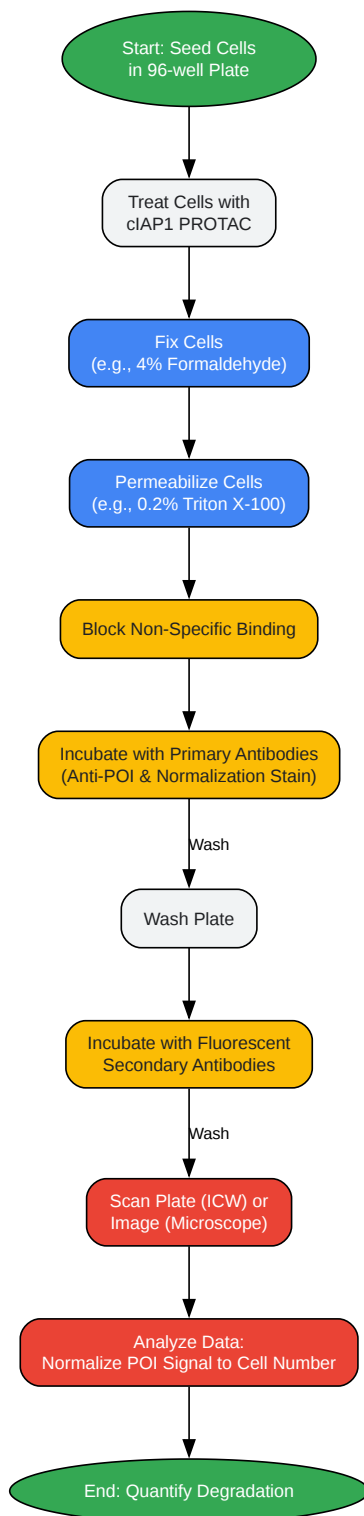 Start: Seed Cells
in 96-well Plate
Treat Cells with
cIAP1 PROTAC
Fix Cells
(e.g., 4% Formaldehyde)
Permeabilize Cells
(e.g., 0.2% Triton X-100)
Block Non-Specific Binding
Incubate with Primary Antibodies
(Anti-POI & Normalization Stain)
Wash
Wash Plate
Incubate with Fluorescent
Secondary Antibodies
Wash
Scan Plate (ICW) or
Image (Microscope)
Analyze Data:
Normalize POI Signal to Cell Number
End: Quantify Degradation